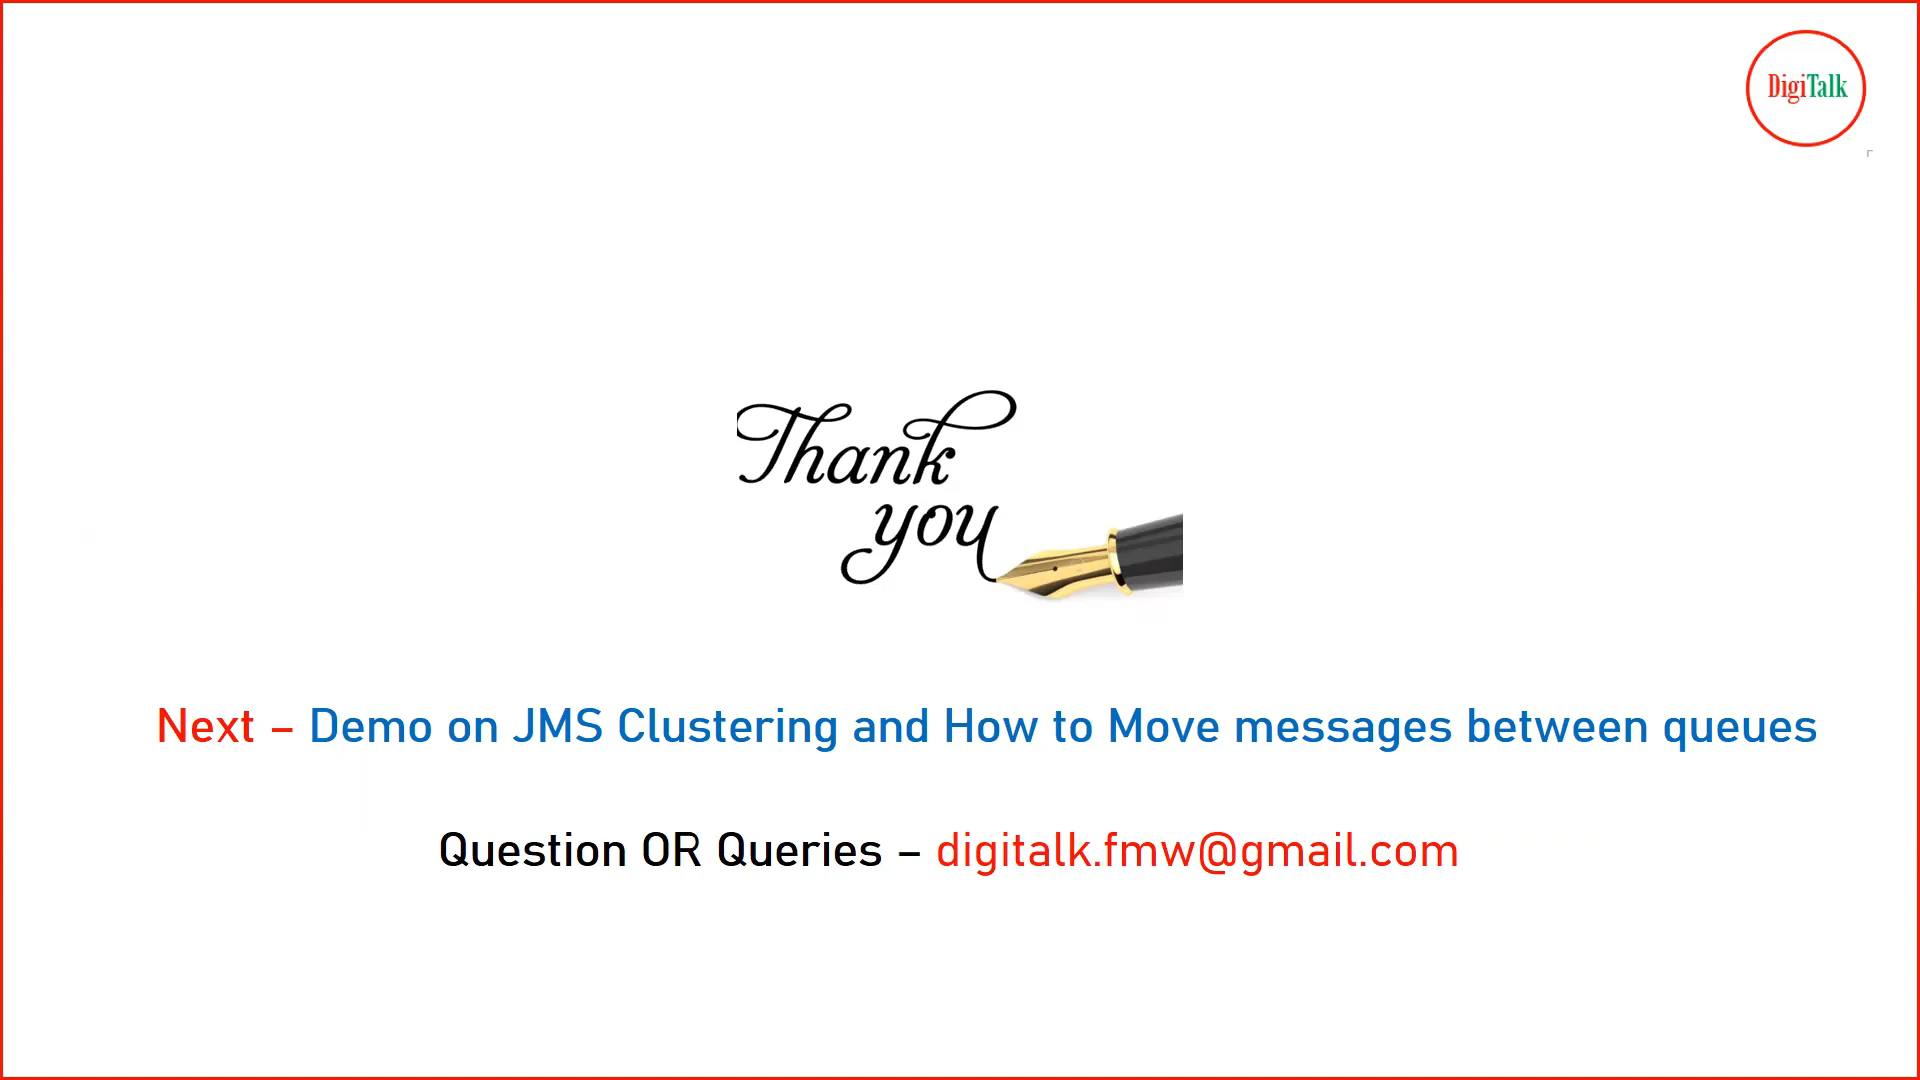 DigiTalk
Thank
you
Next – Demo on JMS Clustering and How to Move messages between queues
Question OR Queries – digitalk.fmw@gmail.com